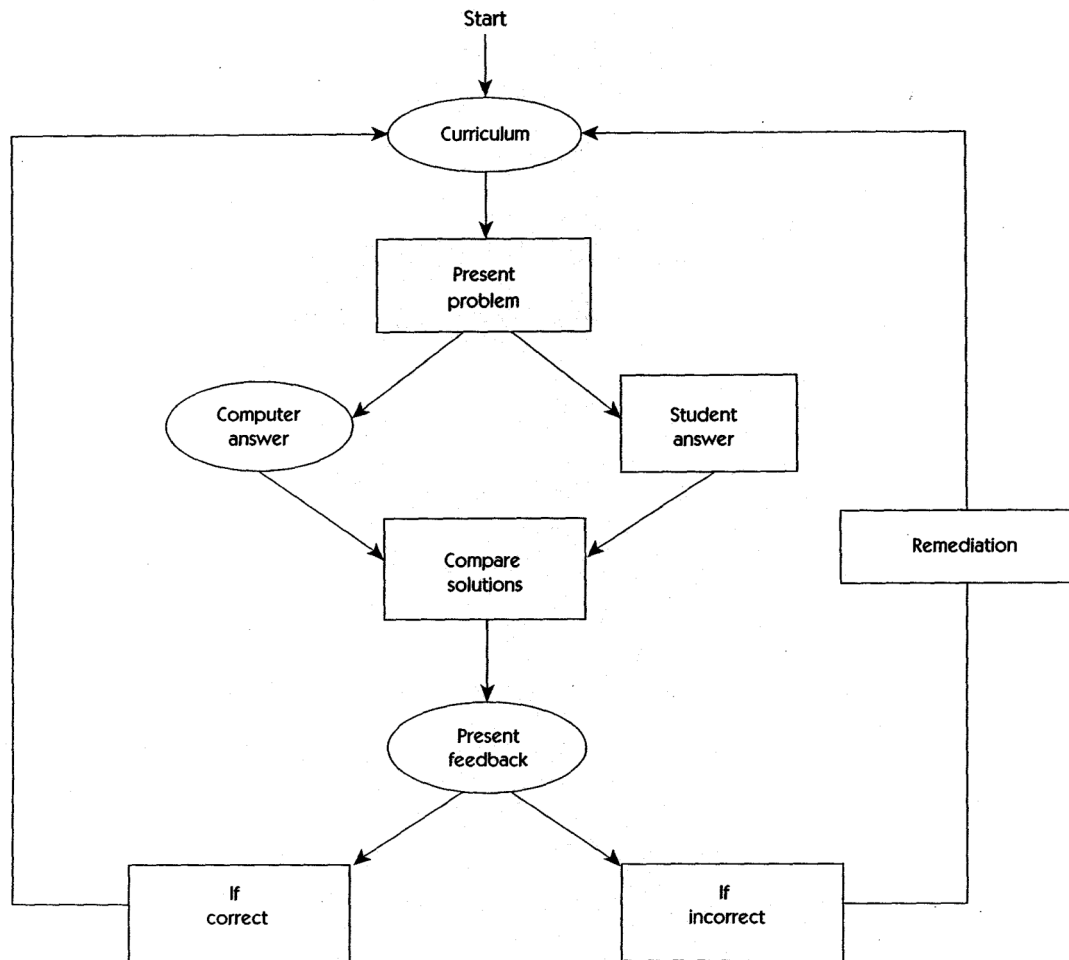 Start
Curriculum
Present
problem
Computer
answer
Student
answer
Compare
solutions
Remediation
Present
feedback
If
correct
If
incorrect